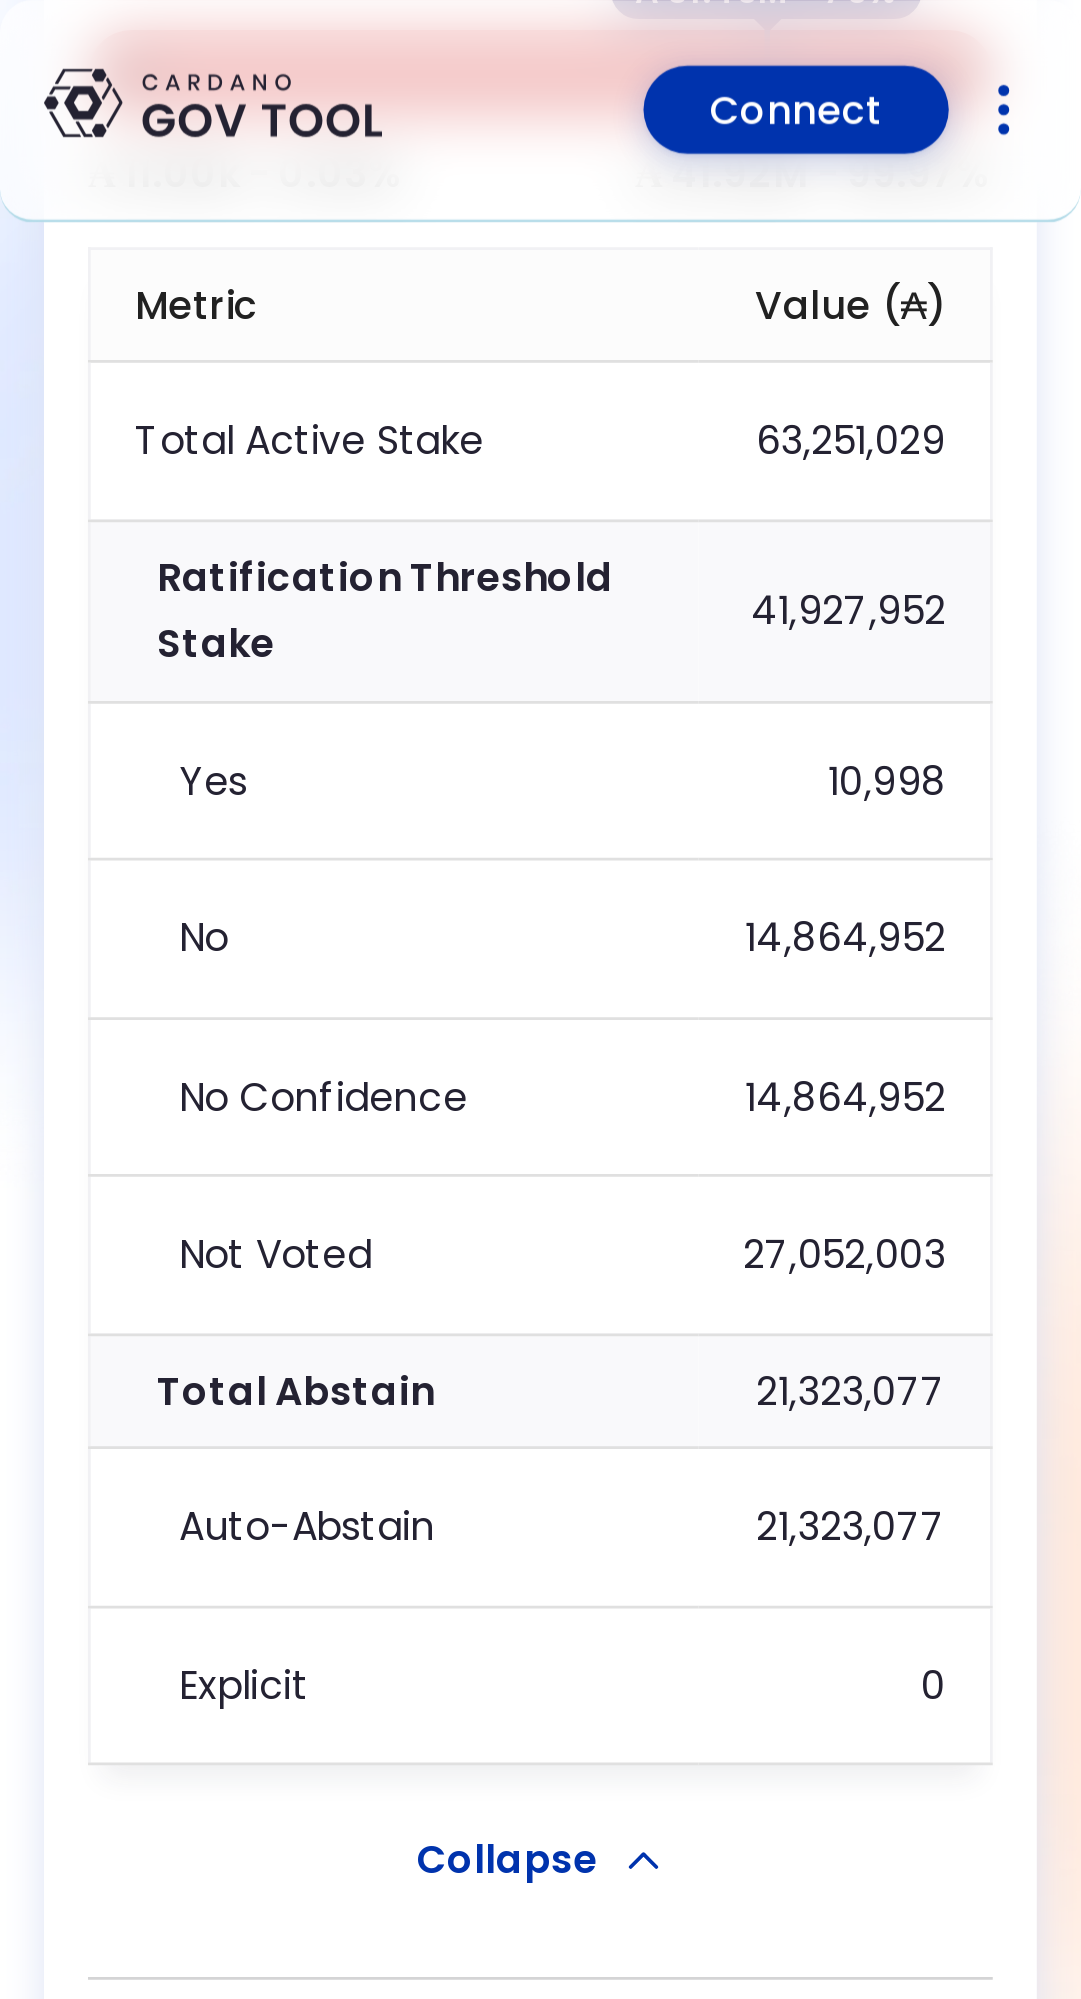 CARDANO
GOV TOOL
Connect
Metric
Value (₳)
Total Active Stake
63,251,029
Ratification Threshold
Stake
41,927,952
Yes
10,998
No
14,864,952
No Confidence
14,864,952
Not Voted
27,052,003
Total Abstain
21,323,077
Auto-Abstain
21,323,077
Explicit
0
Collapse